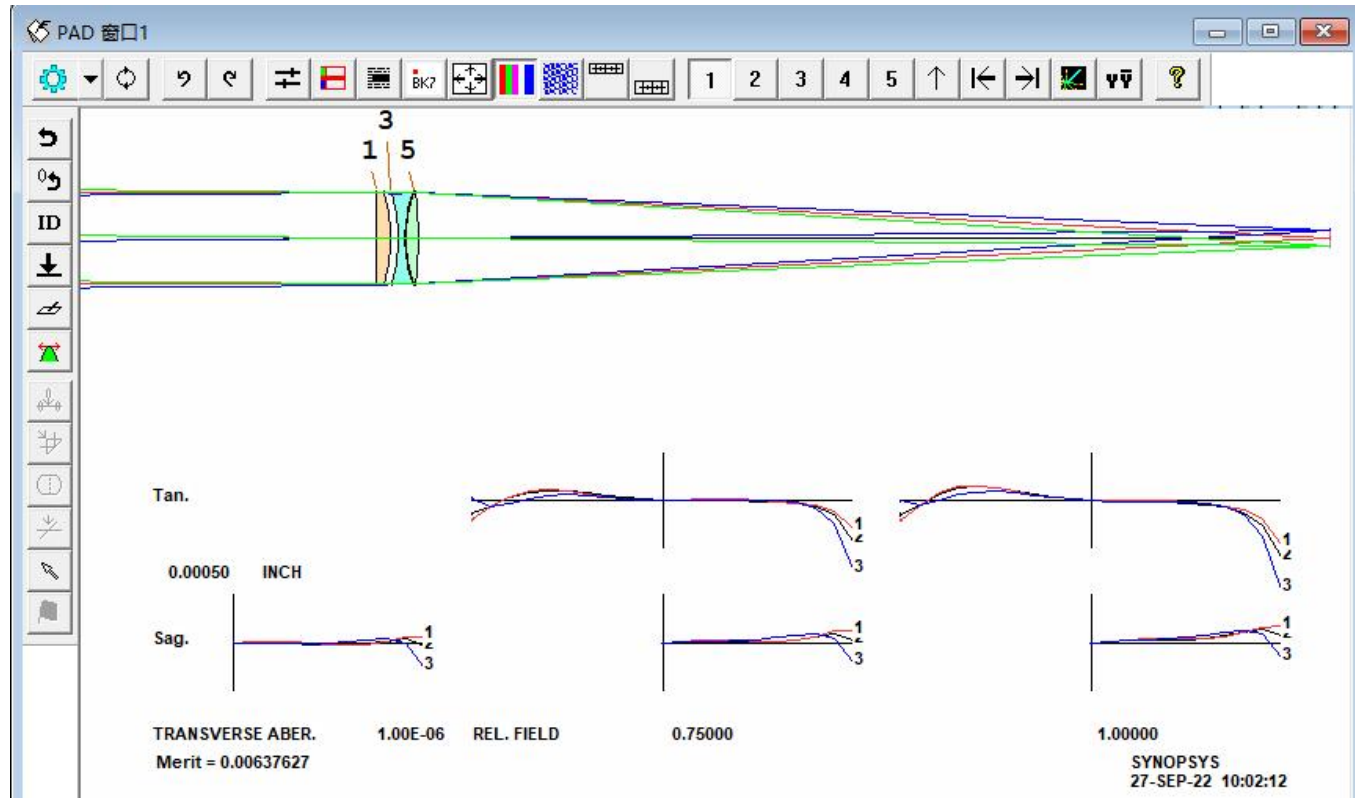 PAD 窗口1
BK7
1 2 3 4 5
ID
3
1 5
Tan.
1
2
3
1
2
3
0.00050 INCH
Sag.
1
2
3
1
2
3
1
2
3
TRANSVERSE ABER. 1.00E-06 REL. FIELD 0.75000 1.00000
Merit = 0.00637627
SYNOPSYS
27-SEP-22 10:02:12